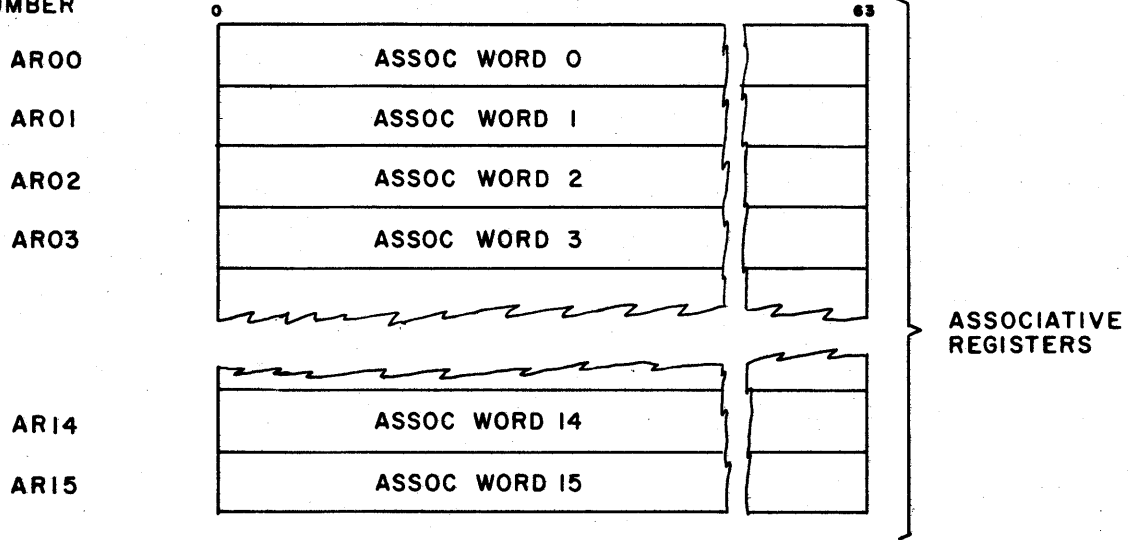 0 63
AR00 ASSOC WORD 0
AR01 ASSOC WORD 1
AR02 ASSOC WORD 2
AR03 ASSOC WORD 3
ASSOCIATIVE
REGISTERS
AR14 ASSOC WORD 14
AR15 ASSOC WORD 15